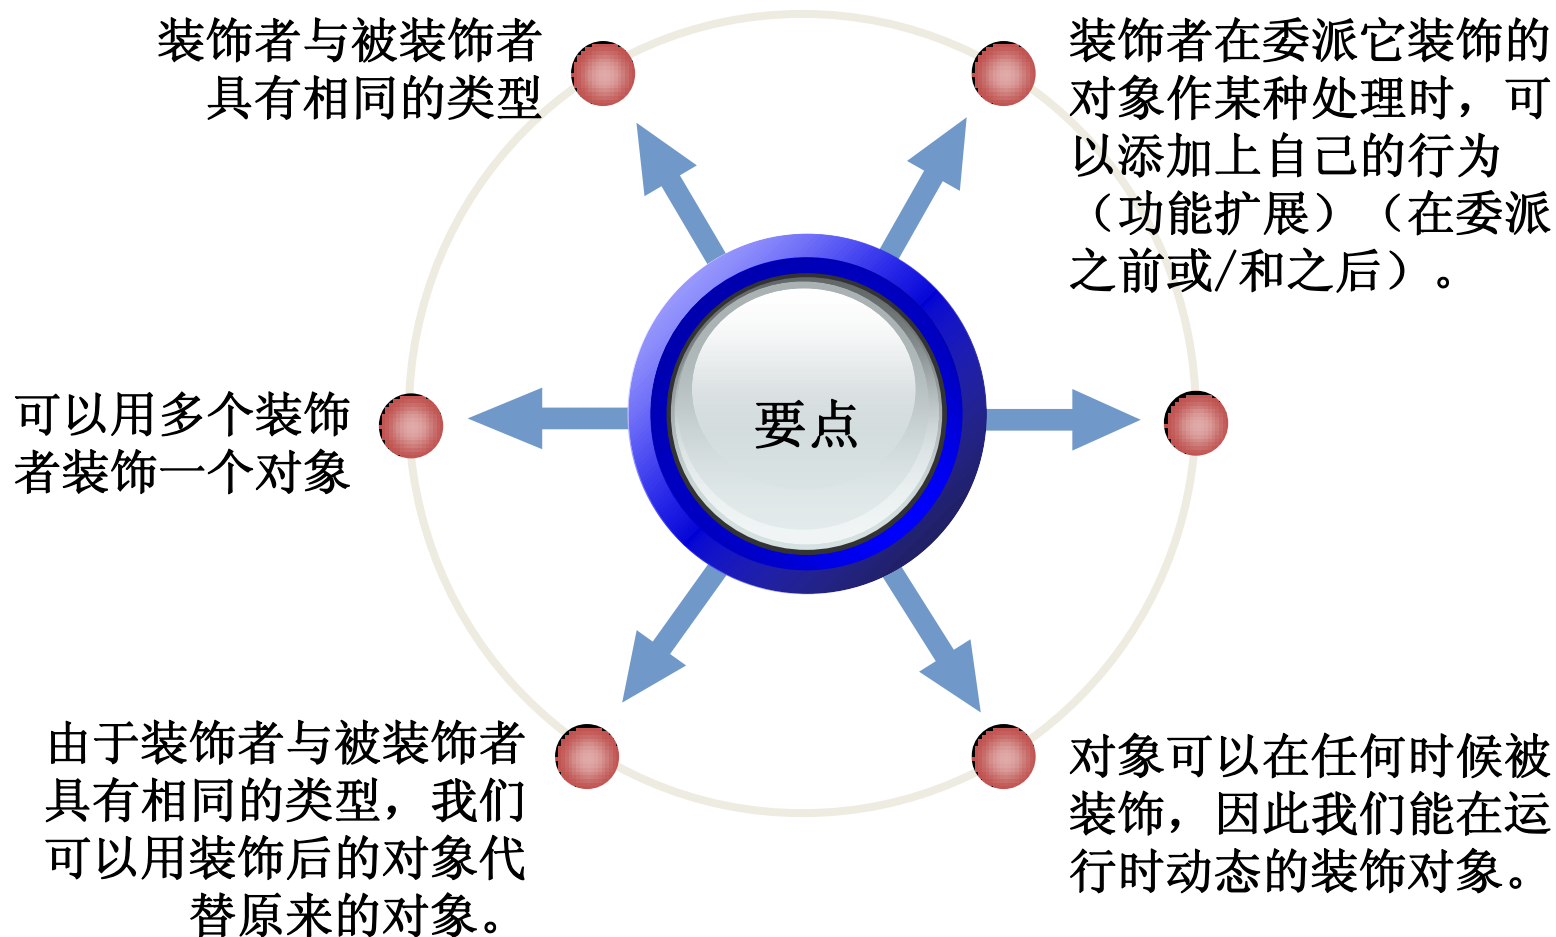 装饰者与被装饰者
具有相同的类型
装饰者在委派它装饰的
对象作某种处理时，可
以添加上自己的行为
（功能扩展）（在委派
之前或/和之后）。
可以用多个装饰
者装饰一个对象
要点
由于装饰者与被装饰者
具有相同的类型，我们
可以用装饰后的对象代
替原来的对象。
对象可以在任何时候被
装饰，因此我们能在运
行时动态的装饰对象。